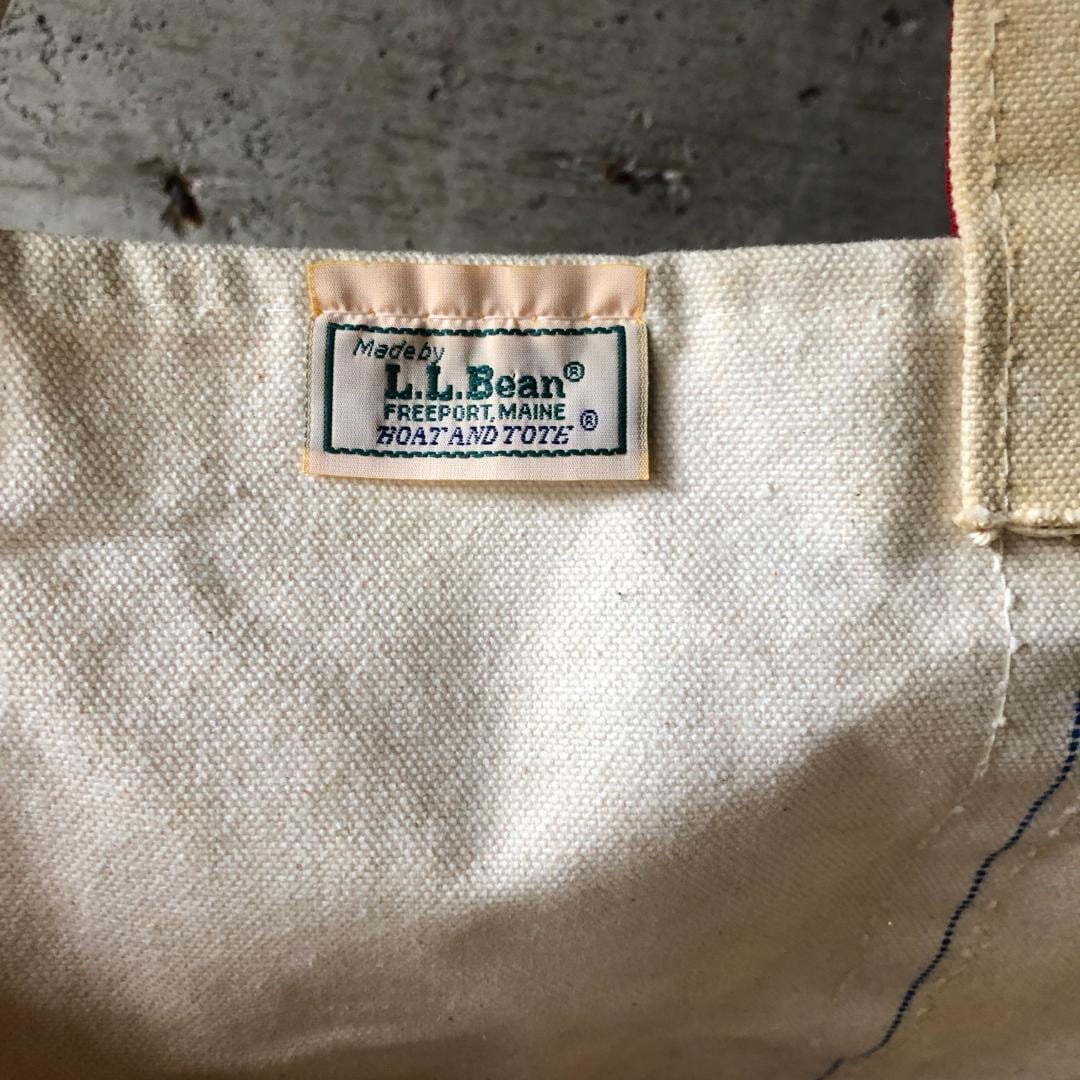 Made by
L.L.Bean®
FREEPORT, MAINE
BOAT AND TOTE ®